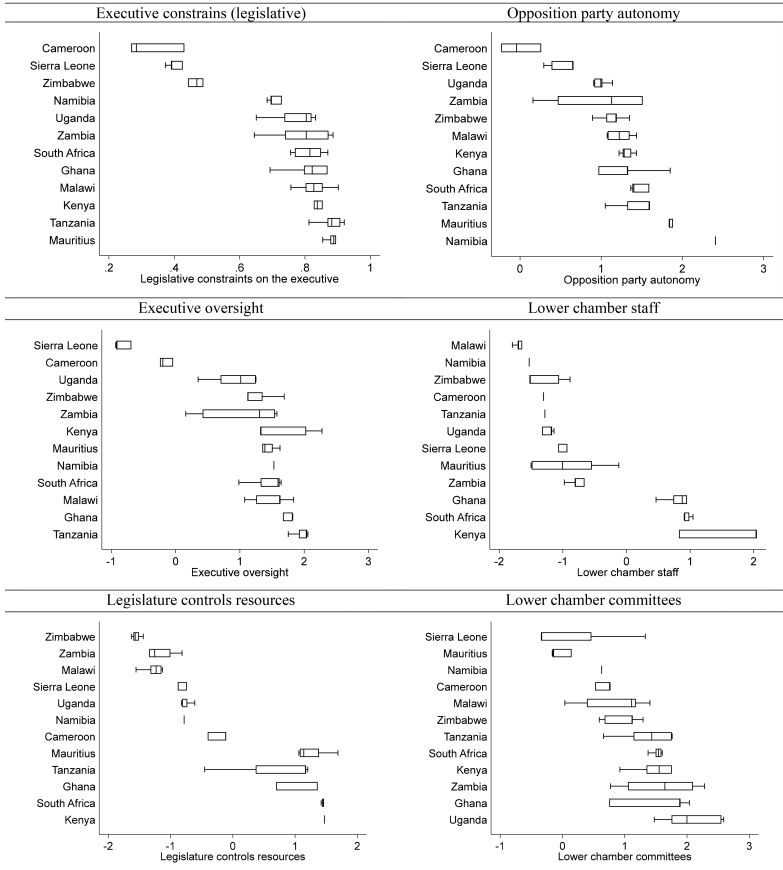 Executive constrains (legislative)
Cameroon
Sierra Leone
Zimbabwe
Namibia
Uganda
Zambia
South Africa
Ghana
Malawi
Kenya
Tanzania
Mauritius
.2 .4 .6 .8 1
Legislative constraints on the executive
Opposition party autonomy
Cameroon
Sierra Leone
Uganda
Zambia
Zimbabwe
Malawi
Kenya
Ghana
South Africa
Tanzania
Mauritius
Namibia
0 1 2 3
Opposition party autonomy
Executive oversight
Sierra Leone
Cameroon
Uganda
Zimbabwe
Zambia
Kenya
Mauritius
Namibia
South Africa
Malawi
Ghana
Tanzania
-1 0 1 2 3
Executive oversight
Lower chamber staff
Malawi
Namibia
Zimbabwe
Cameroon
Tanzania
Uganda
Sierra Leone
Mauritius
Zambia
Ghana
South Africa
Kenya
-2 -1 0 1 2
Lower chamber staff
Legislature controls resources
Zimbabwe
Zambia
Malawi
Sierra Leone
Uganda
Namibia
Cameroon
Mauritius
Tanzania
Ghana
South Africa
Kenya
-2 -1 0 1 2
Legislature controls resources
Lower chamber committees
Sierra Leone
Mauritius
Namibia
Cameroon
Malawi
Zimbabwe
Tanzania
South Africa
Kenya
Zambia
Ghana
Uganda
-1 0 1 2 3
Lower chamber committees